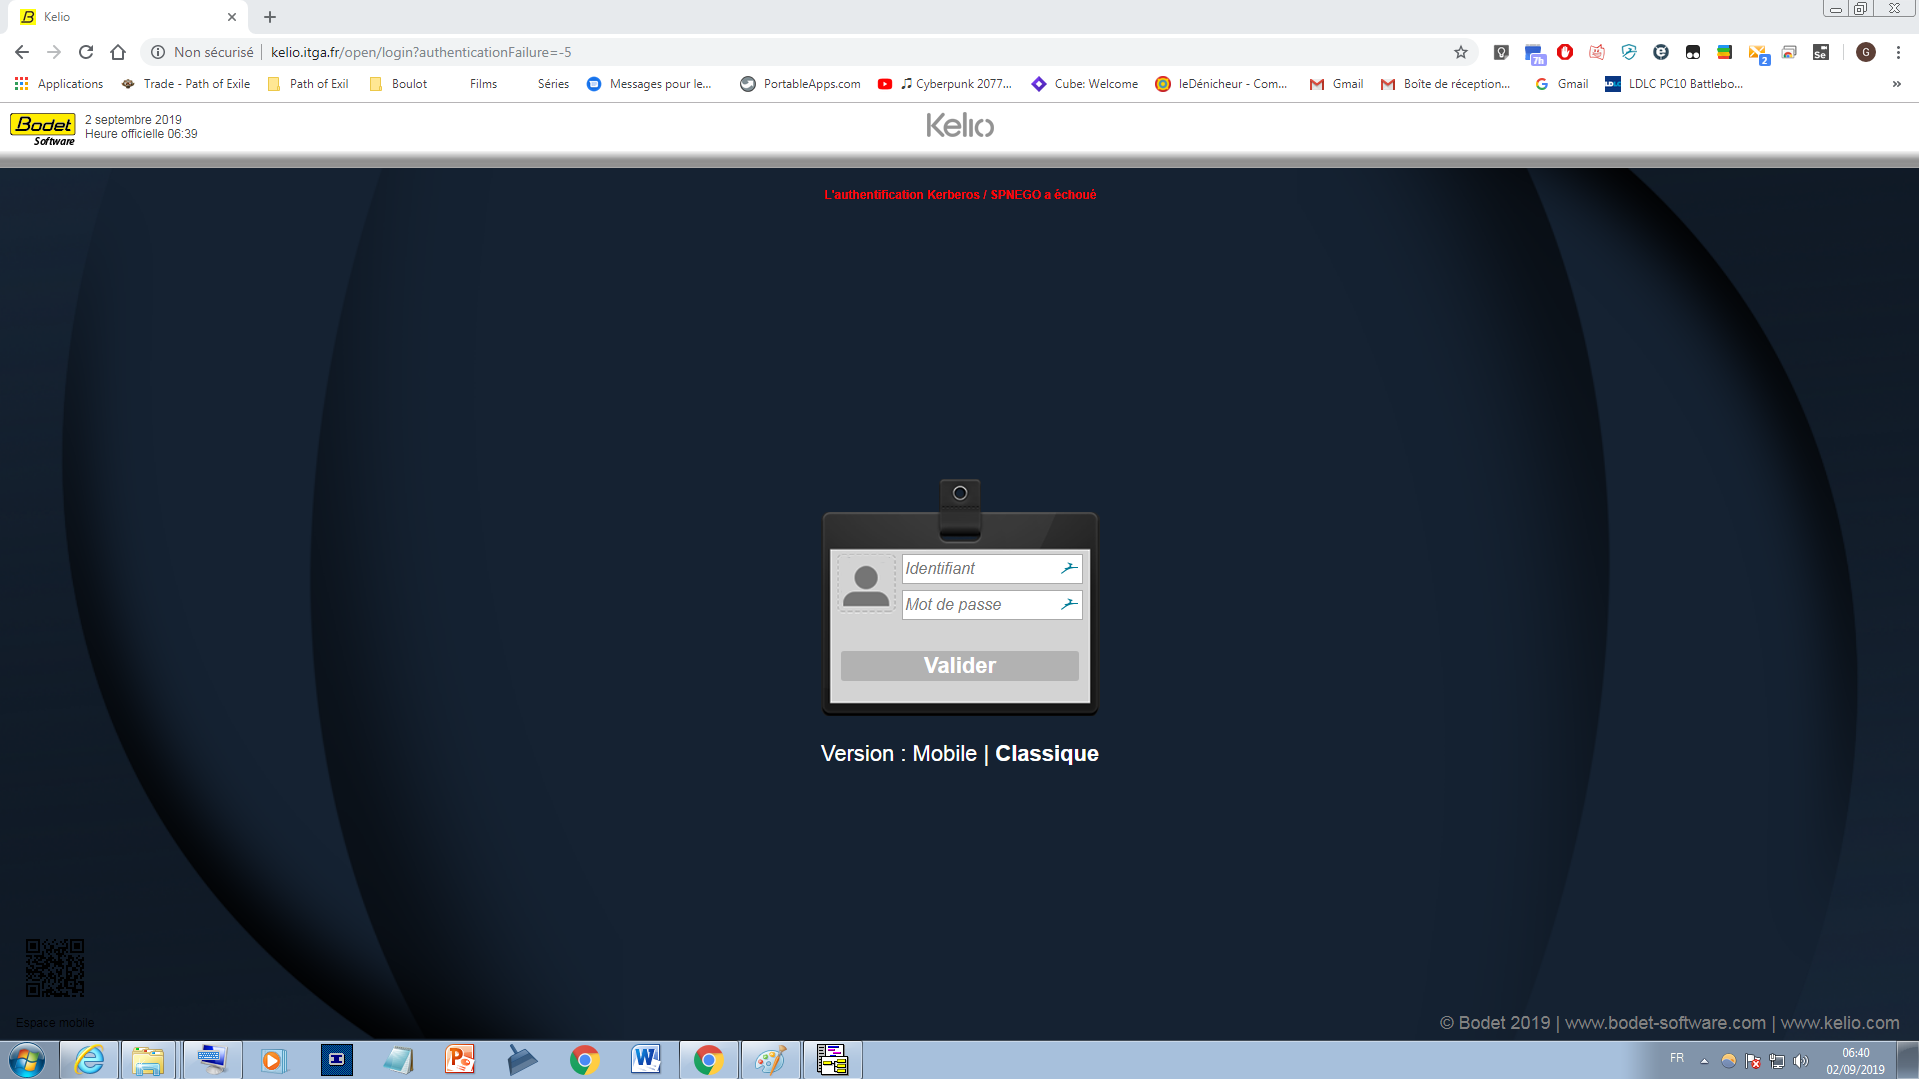 Kelio
Non sécurisé | kelio.itga.fr/open/login?authenticationFailure=-5
7h
2
Se
G
Applications
Trade - Path of Exile
Path of Exil
Boulot
Films
Séries
Messages pour le...
PortableApps.com
Cyberpunk 2077...
Cube: Welcome
leDénicheur - Com...
Gmail
Boîte de réception...
Gmail
LDLC PC10 Battlebo...
»
Bodet
Software
2 septembre 2019
Heure officielle 06:39
Kelio
L'authentification Kerberos / SPNEGO a échoué
Identifiant
Mot de passe
Valider
Version : Mobile | Classique
Espace mobile
© Bodet 2019 | www.bodet-software.com | www.kelio.com
FR
06:40
02/09/2019